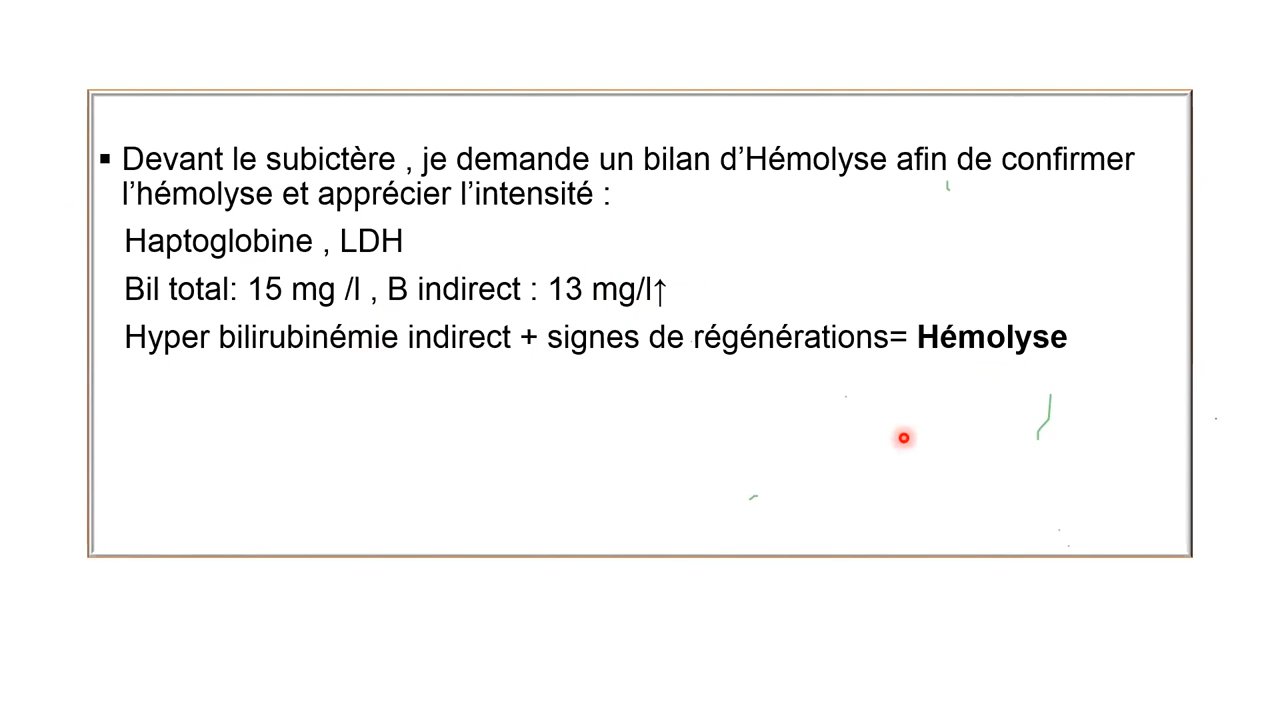 ▪ Devant le subictère , je demande un bilan d’Hémolyse afin de confirmer
l’hémolyse et apprécier l’intensité :
Haptoglobine , LDH
Bil total: 15 mg /l , B indirect : 13 mg/l↑
Hyper bilirubinémie indirect + signes de régénérations= Hémolyse